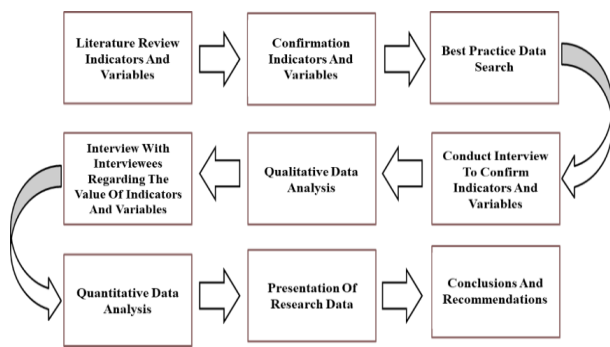 Literature Review
Indicators And
Variables
Confirmation
Indicators And
Variables
Best Practice Data
Search
Conduct Interview
To Confirm
Indicators And
Variables
Qualitative Data
Analysis
Interview With
Interviewees
Regarding The
Value Of Indicators
And Variables
Quantitative Data
Analysis
Presentation Of
Research Data
Conclusions And
Recommendations